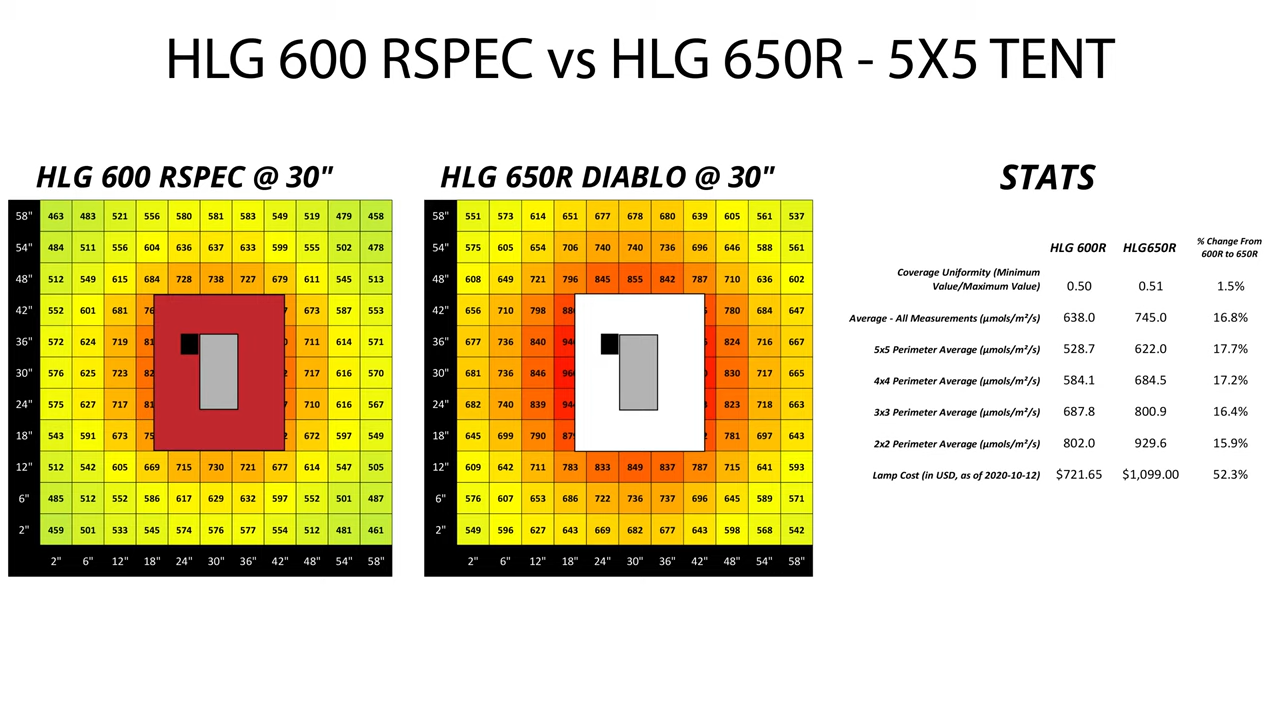 HLG 600 RSPEC vs HLG 650R - 5X5 TENT
HLG 600 RSPEC @ 30"
58" 463 483 521 556 580 581 583 549 519 479 458
54" 484 511 556 604 636 637 633 599 555 502 478
48" 512 549 615 684 728 738 727 679 611 545 513
42" 552 601 681 673 587 553
36" 572 624 719 711 614 571
30" 576 625 723 717 616 570
24" 575 627 717 710 616 567
18" 543 591 673 672 597 549
12" 512 542 605 669 715 730 721 677 614 547 505
6" 485 512 552 586 617 629 632 597 552 501 487
2" 459 501 533 545 574 576 577 554 512 481 461
2" 6" 12" 18" 24" 30" 36" 42" 48" 54" 58"
HLG 650R DIABLO @ 30"
58" 551 573 614 651 677 678 680 639 605 561 537
54" 575 605 654 706 740 740 736 696 646 588 561
48" 608 649 721 796 845 855 842 787 710 636 602
42" 656 710 798 780 684 647
36" 677 736 840 824 716 667
30" 681 736 846 830 717 665
24" 682 740 839 823 718 663
18" 645 699 790 781 697 643
12" 609 642 711 783 833 849 837 787 715 641 593
6" 576 607 653 686 722 736 737 696 645 589 571
2" 549 596 627 643 669 682 677 643 598 568 542
2" 6" 12" 18" 24" 30" 36" 42" 48" 54" 58"
STATS
HLG 600R HLG650R % Change From
600R to 650R
Coverage Uniformity (Minimum
Value/Maximum Value) 0.50 0.51 1.5%
Average - All Measurements (µmols/m²/s) 638.0 745.0 16.8%
5x5 Perimeter Average (µmols/m²/s) 528.7 622.0 17.7%
4x4 Perimeter Average (µmols/m²/s) 584.1 684.5 17.2%
3x3 Perimeter Average (µmols/m²/s) 687.8 800.9 16.4%
2x2 Perimeter Average (µmols/m²/s) 802.0 929.6 15.9%
Lamp Cost (in USD, as of 2020-10-12) $721.65 $1,099.00 52.3%